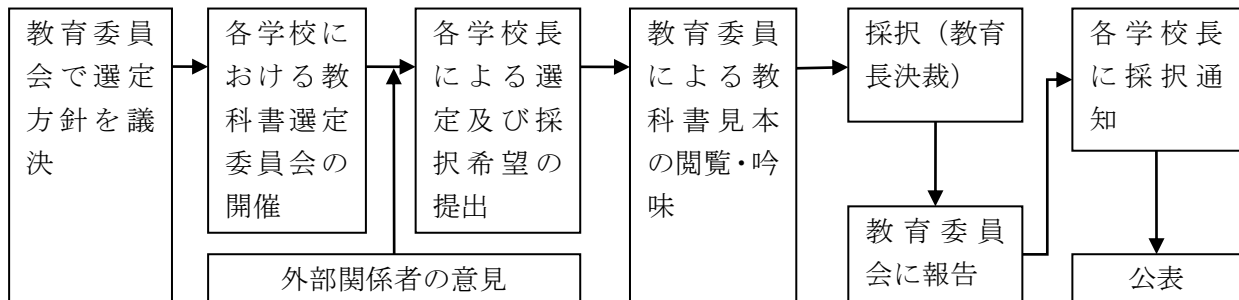 教育委員
会で選定
方針を議
決
各学校に
おける教
科書選定
委員会の
開催
外部関係者の意見
各学校長
による選
定及び採
択希望の
提出
教育委員
による教
科書見本
の閲覧・吟
味
採択（教育
長決裁）
教育委員
会に報告
各学校長
に採択通
知
公表